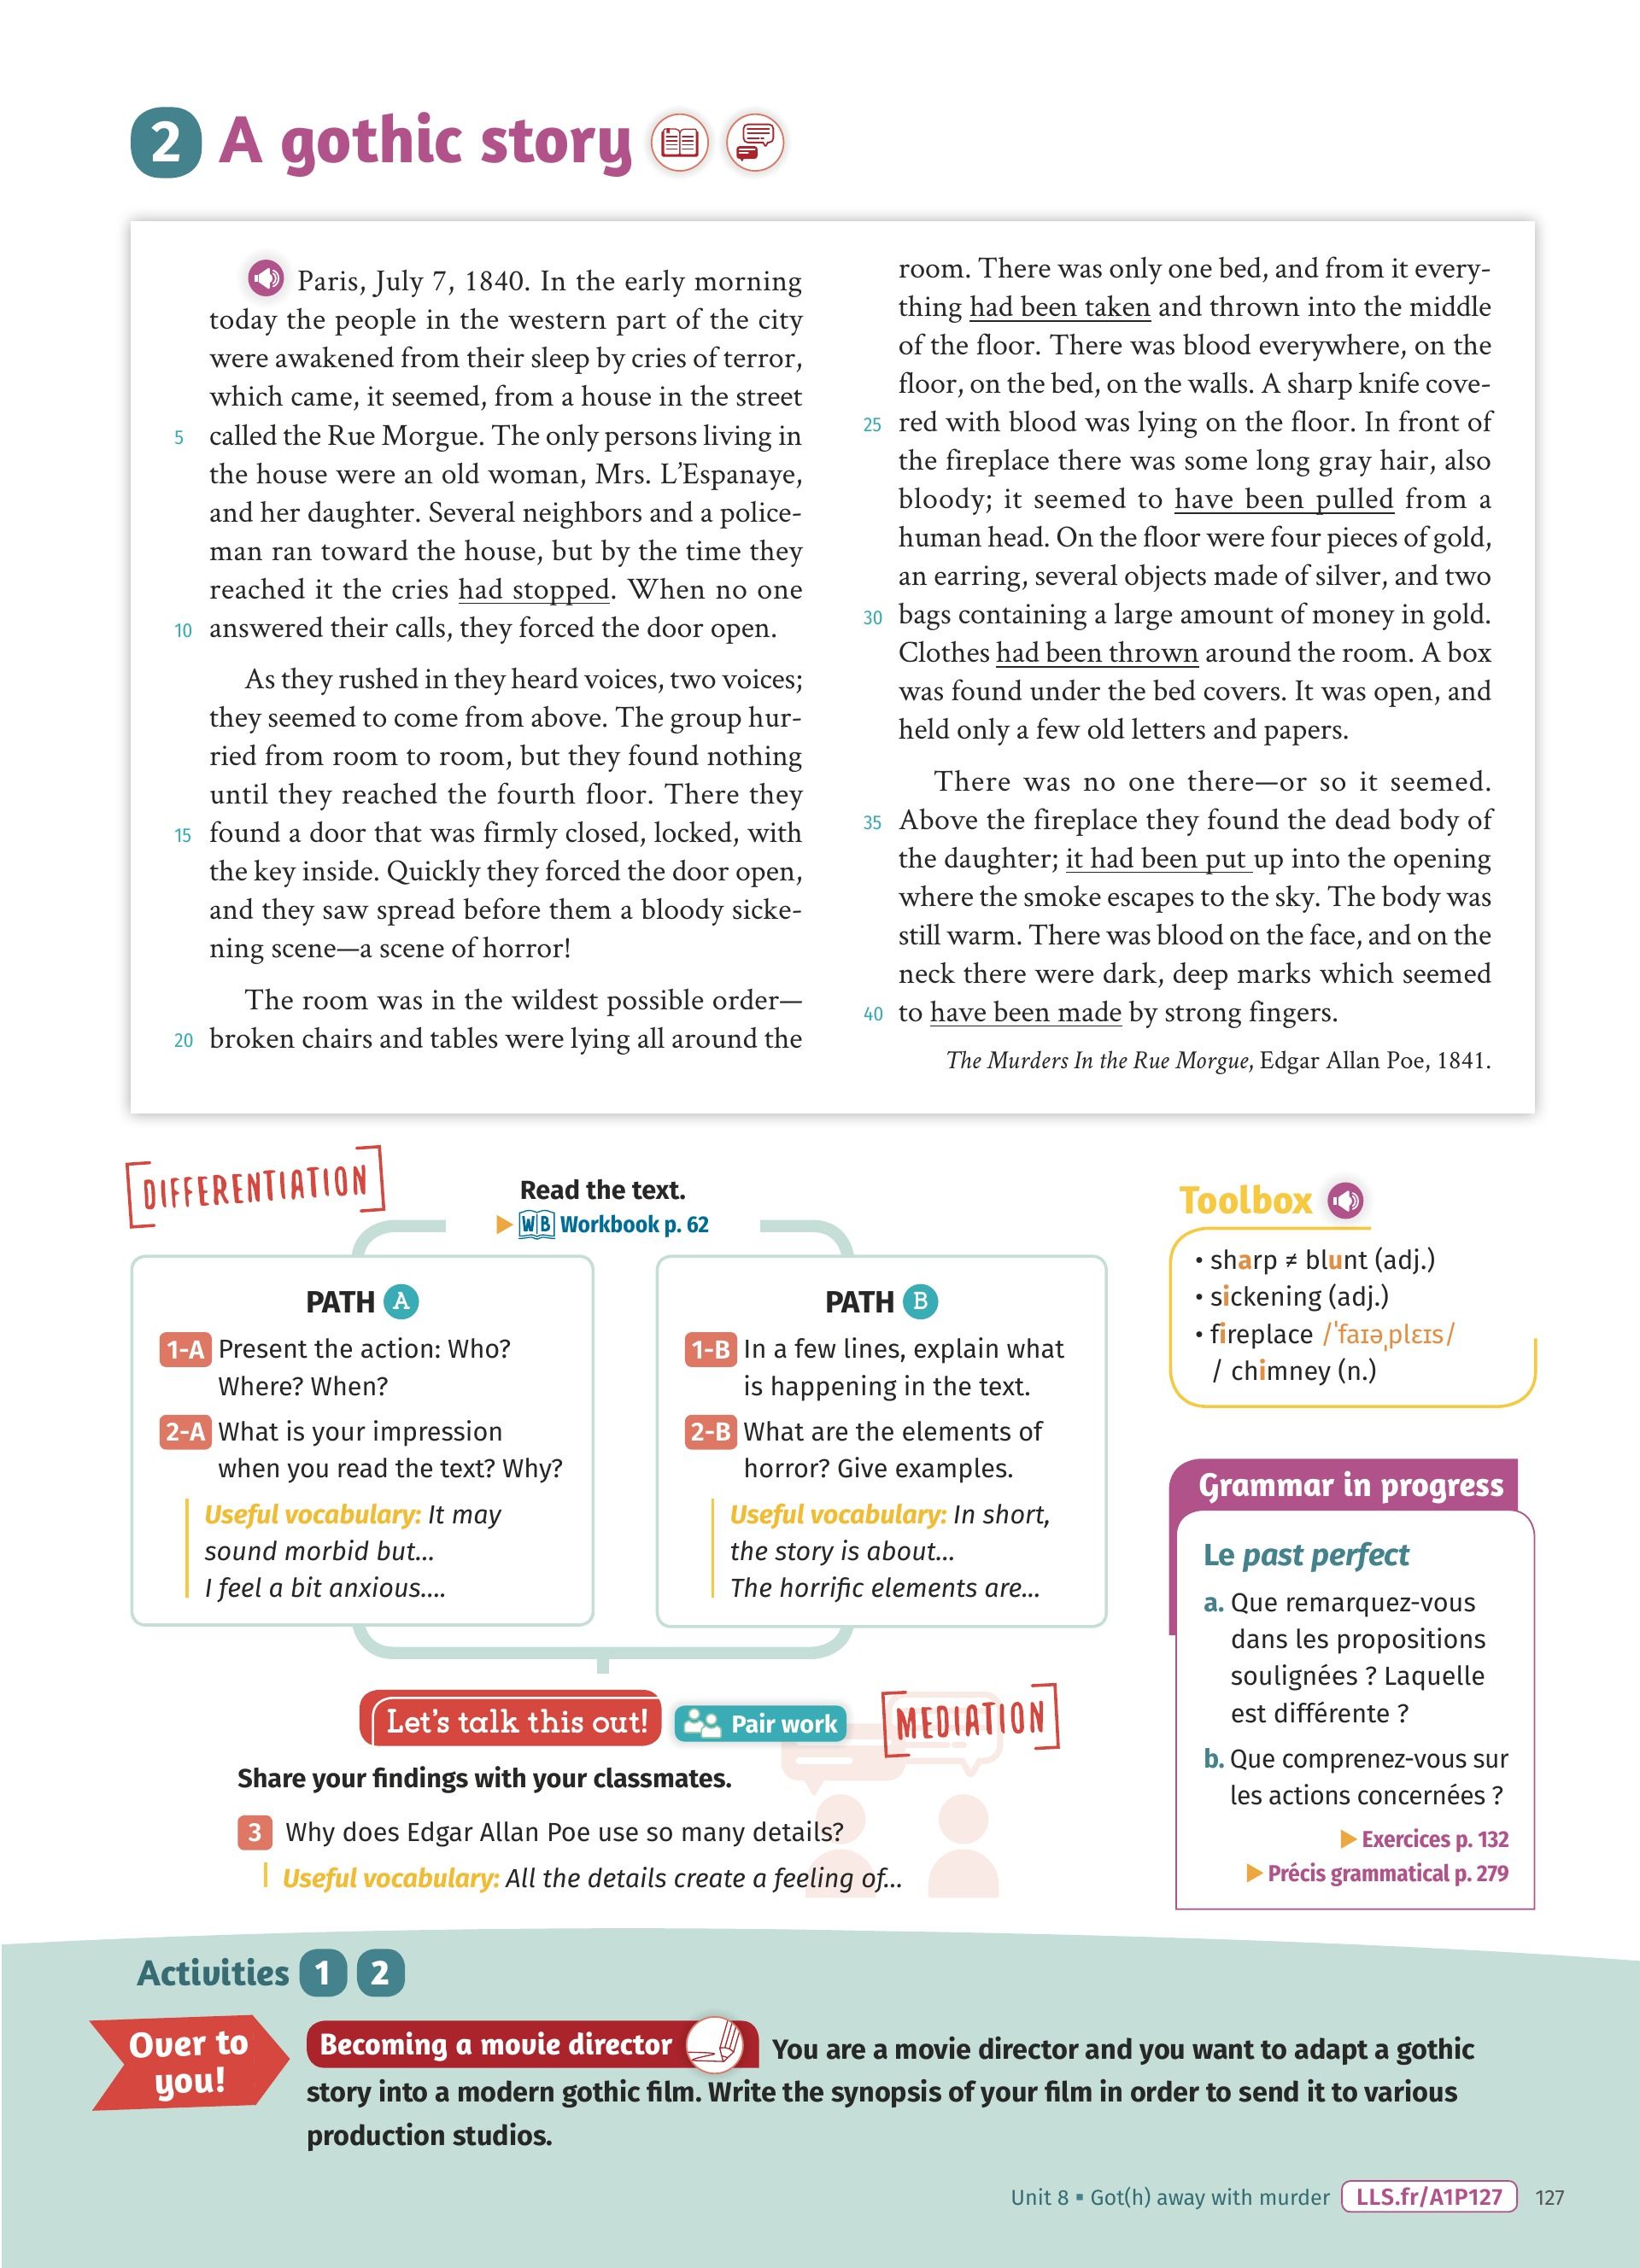 2 A gothic story
Paris, July 7, 1840. In the early morning
today the people in the western part of the city
were awakened from their sleep by cries of terror,
which came, it seemed, from a house in the street
5 called the Rue Morgue. The only persons living in
the house were an old woman, Mrs. L’Espanaye,
and her daughter. Several neighbors and a police-
man ran toward the house, but by the time they
reached it the cries had stopped. When no one
10 answered their calls, they forced the door open.
As they rushed in they heard voices, two voices;
they seemed to come from above. The group hur-
ried from room to room, but they found nothing
until they reached the fourth floor. There they
15 found a door that was firmly closed, locked, with
the key inside. Quickly they forced the door open,
and they saw spread before them a bloody sicke-
ning scene—a scene of horror!
The room was in the wildest possible order—
20 broken chairs and tables were lying all around the
room. There was only one bed, and from it every-
thing had been taken and thrown into the middle
of the floor. There was blood everywhere, on the
floor, on the bed, on the walls. A sharp knife cove-
25 red with blood was lying on the floor. In front of
the fireplace there was some long gray hair, also
bloody; it seemed to have been pulled from a
human head. On the floor were four pieces of gold,
an earring, several objects made of silver, and two
30 bags containing a large amount of money in gold.
Clothes had been thrown around the room. A box
was found under the bed covers. It was open, and
held only a few old letters and papers.
There was no one there—or so it seemed.
35 Above the fireplace they found the dead body of
the daughter; it had been put up into the opening
where the smoke escapes to the sky. The body was
still warm. There was blood on the face, and on the
neck there were dark, deep marks which seemed
40 to have been made by strong fingers.
The Murders In the Rue Morgue, Edgar Allan Poe, 1841.
DIFFERENTIATION
Read the text.
WB Workbook p. 62
PATH A
1-A Present the action: Who?
Where? When?
2-A What is your impression
when you read the text? Why?
Useful vocabulary: It may
sound morbid but...
I feel a bit anxious....
PATH B
1-B In a few lines, explain what
is happening in the text.
2-B What are the elements of
horror? Give examples.
Useful vocabulary: In short,
the story is about...
The horrific elements are...
Let’s talk this out! Pair work MEDIATION
Share your findings with your classmates.
3 Why does Edgar Allan Poe use so many details?
Useful vocabulary: All the details create a feeling of...
Toolbox
• sharp ≠ blunt (adj.)
• sickening (adj.)
• fireplace /ˈfaɪəˌplɛɪs/
/ chimney (n.)
Grammar in progress
Le past perfect
a. Que remarquez-vous
dans les propositions
soulignées ? Laquelle
est différente ?
b. Que comprenez-vous sur
les actions concernées ?
Exercices p. 132
Précis grammatical p. 279
Activities 1 2
Over to
you!
Becoming a movie director You are a movie director and you want to adapt a gothic
story into a modern gothic film. Write the synopsis of your film in order to send it to various
production studios.
Unit 8 ▪ Got(h) away with murder LLS.fr/A1P127 127